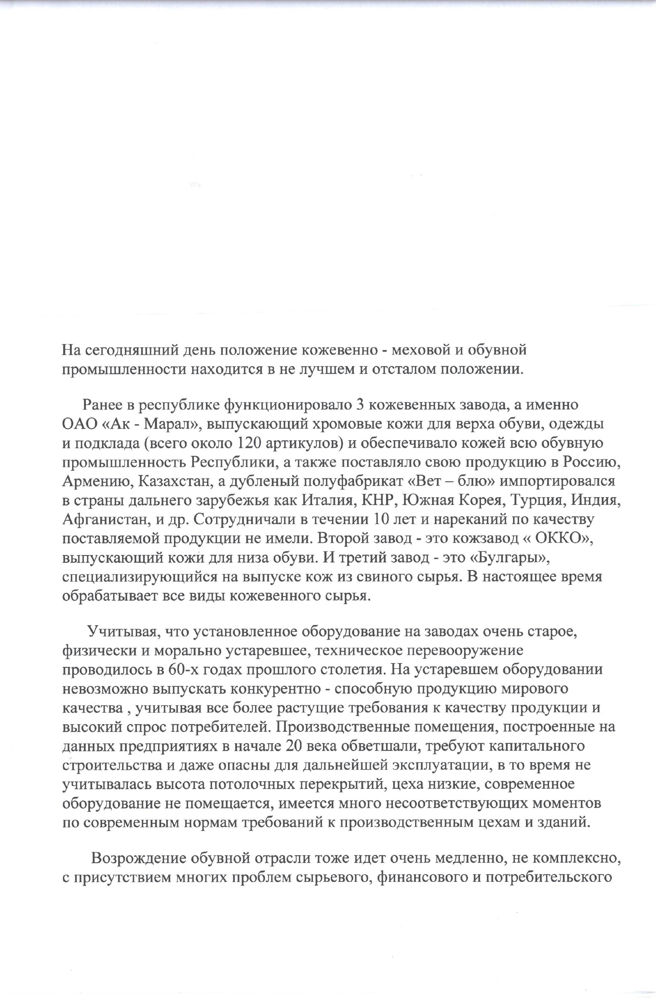 На сегодняшний день положение кожевенно - меховой и обувной
промышленности находится в не лучшем и отсталом положении.
Ранее в республике функционировало 3 кожевенных завода, а именно
ОАО «Ак - Марал», выпускающий хромовые кожи для верха обуви, одежды
и подклада (всего около 120 артикулов) и обеспечивало кожей всю обувную
промышленность Республики, а также поставляло свою продукцию в Россию,
Армению, Казахстан, а дубленый полуфабрикат «Вет – блю» импортировался
в страны дальнего зарубежья как Италия, КНР, Южная Корея, Турция, Индия,
Афганистан, и др. Сотрудничали в течении 10 лет и нареканий по качеству
поставляемой продукции не имели. Второй завод - это кожзавод « ОККО»,
выпускающий кожи для низа обуви. И третий завод - это «Булгары»,
специализирующийся на выпуске кож из свиного сырья. В настоящее время
обрабатывает все виды кожевенного сырья.
Учитывая, что установленное оборудование на заводах очень старое,
физически и морально устаревшее, техническое перевооружение
проводилось в 60-х годах прошлого столетия. На устаревшем оборудовании
невозможно выпускать конкурентно - способную продукцию мирового
качества , учитывая все более растущие требования к качеству продукции и
высокий спрос потребителей. Производственные помещения, построенные на
данных предприятиях в начале 20 века обветшали, требуют капитального
строительства и даже опасны для дальнейшей эксплуатации, в то время не
учитывалась высота потолочных перекрытий, цеха низкие, современное
оборудование не помещается, имеется много несоответствующих моментов
по современным нормам требований к производственным цехам и зданий.
Возрождение обувной отрасли тоже идет очень медленно, не комплексно,
с присутствием многих проблем сырьевого, финансового и потребительского